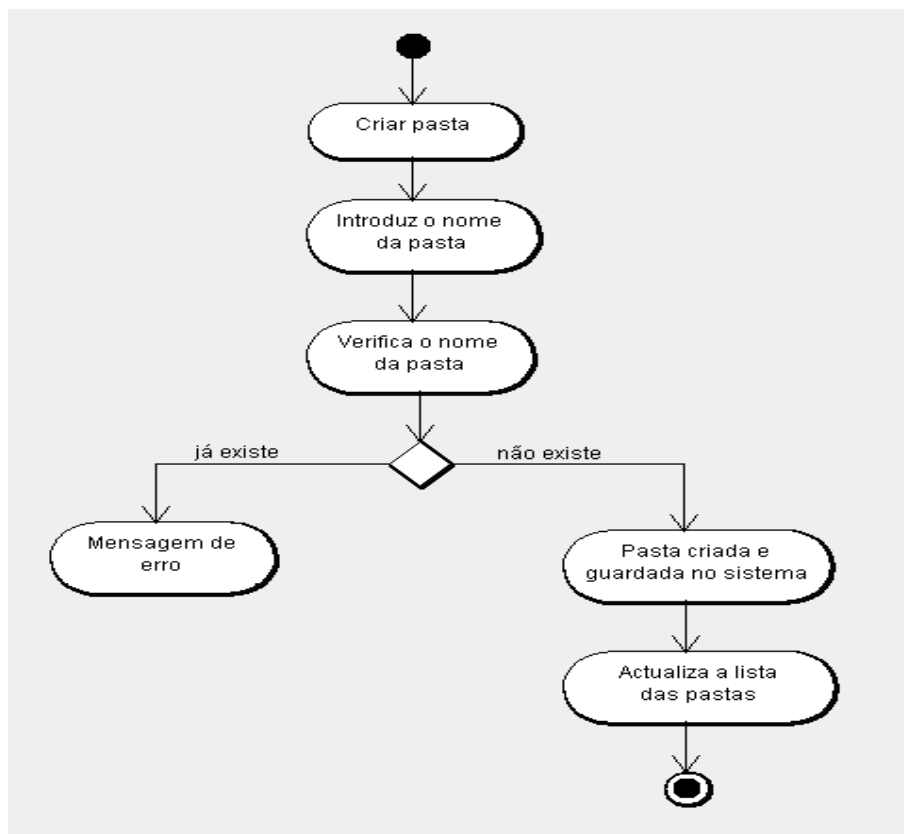 Criar pasta
Introduz o nome
da pasta
Verifica o nome
da pasta
já existe
não existe
Mensagem de
erro
Pasta criada e
guardada no sistema
Actualiza a lista
das pastas